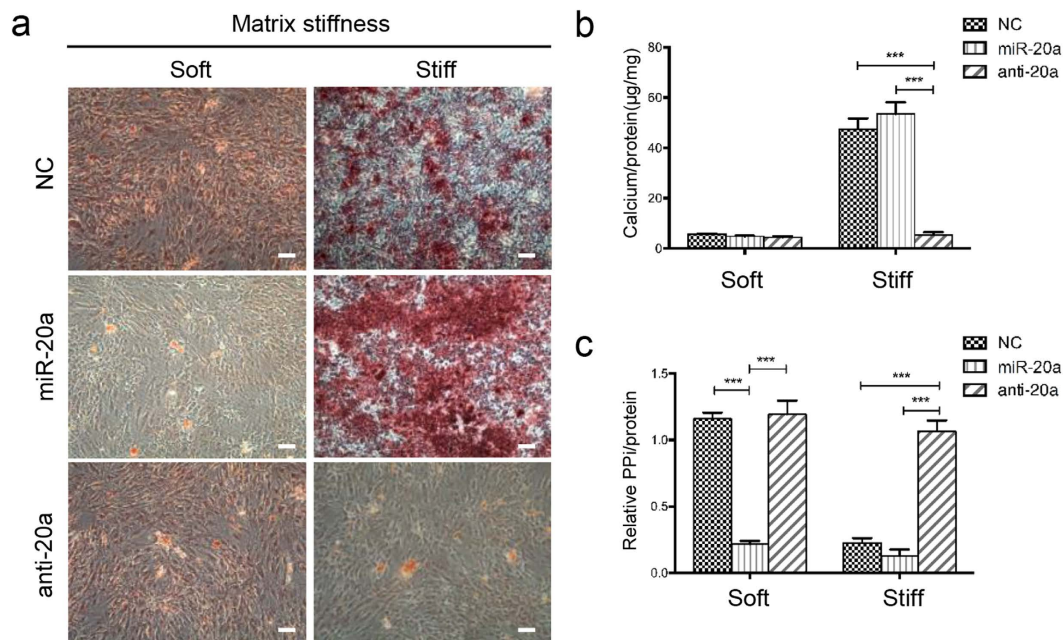 a
Matrix stiffness
Soft Stiff
NC
miR-20a
anti-20a
b
NC
miR-20a
anti-20a
Calcium/protein(μg/mg)
80
60
40
20
0
***
***
Soft Stiff
c
NC
miR-20a
anti-20a
Relative PPi/protein
1.5
1.0
0.5
0.0
***
***
***
***
Soft Stiff